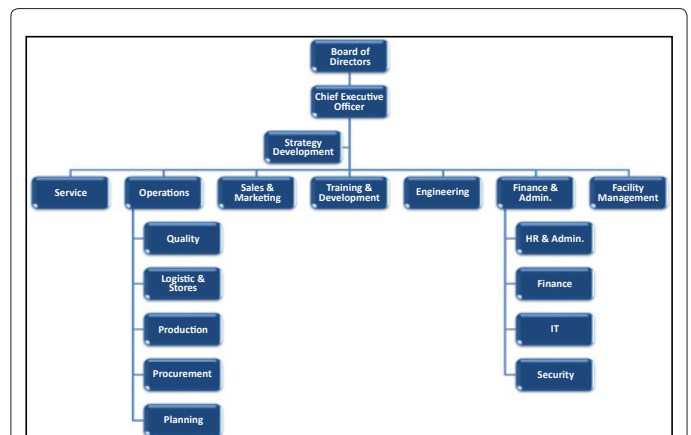 Board of
Directors
Chief Executive
Officer
Strategy
Development
Service
Operations
Sales &
Marketing
Training &
Development
Engineering
Finance &
Admin.
Facility
Management
Quality
Logistic &
Stores
Production
Procurement
Planning
HR & Admin.
Finance
IT
Security